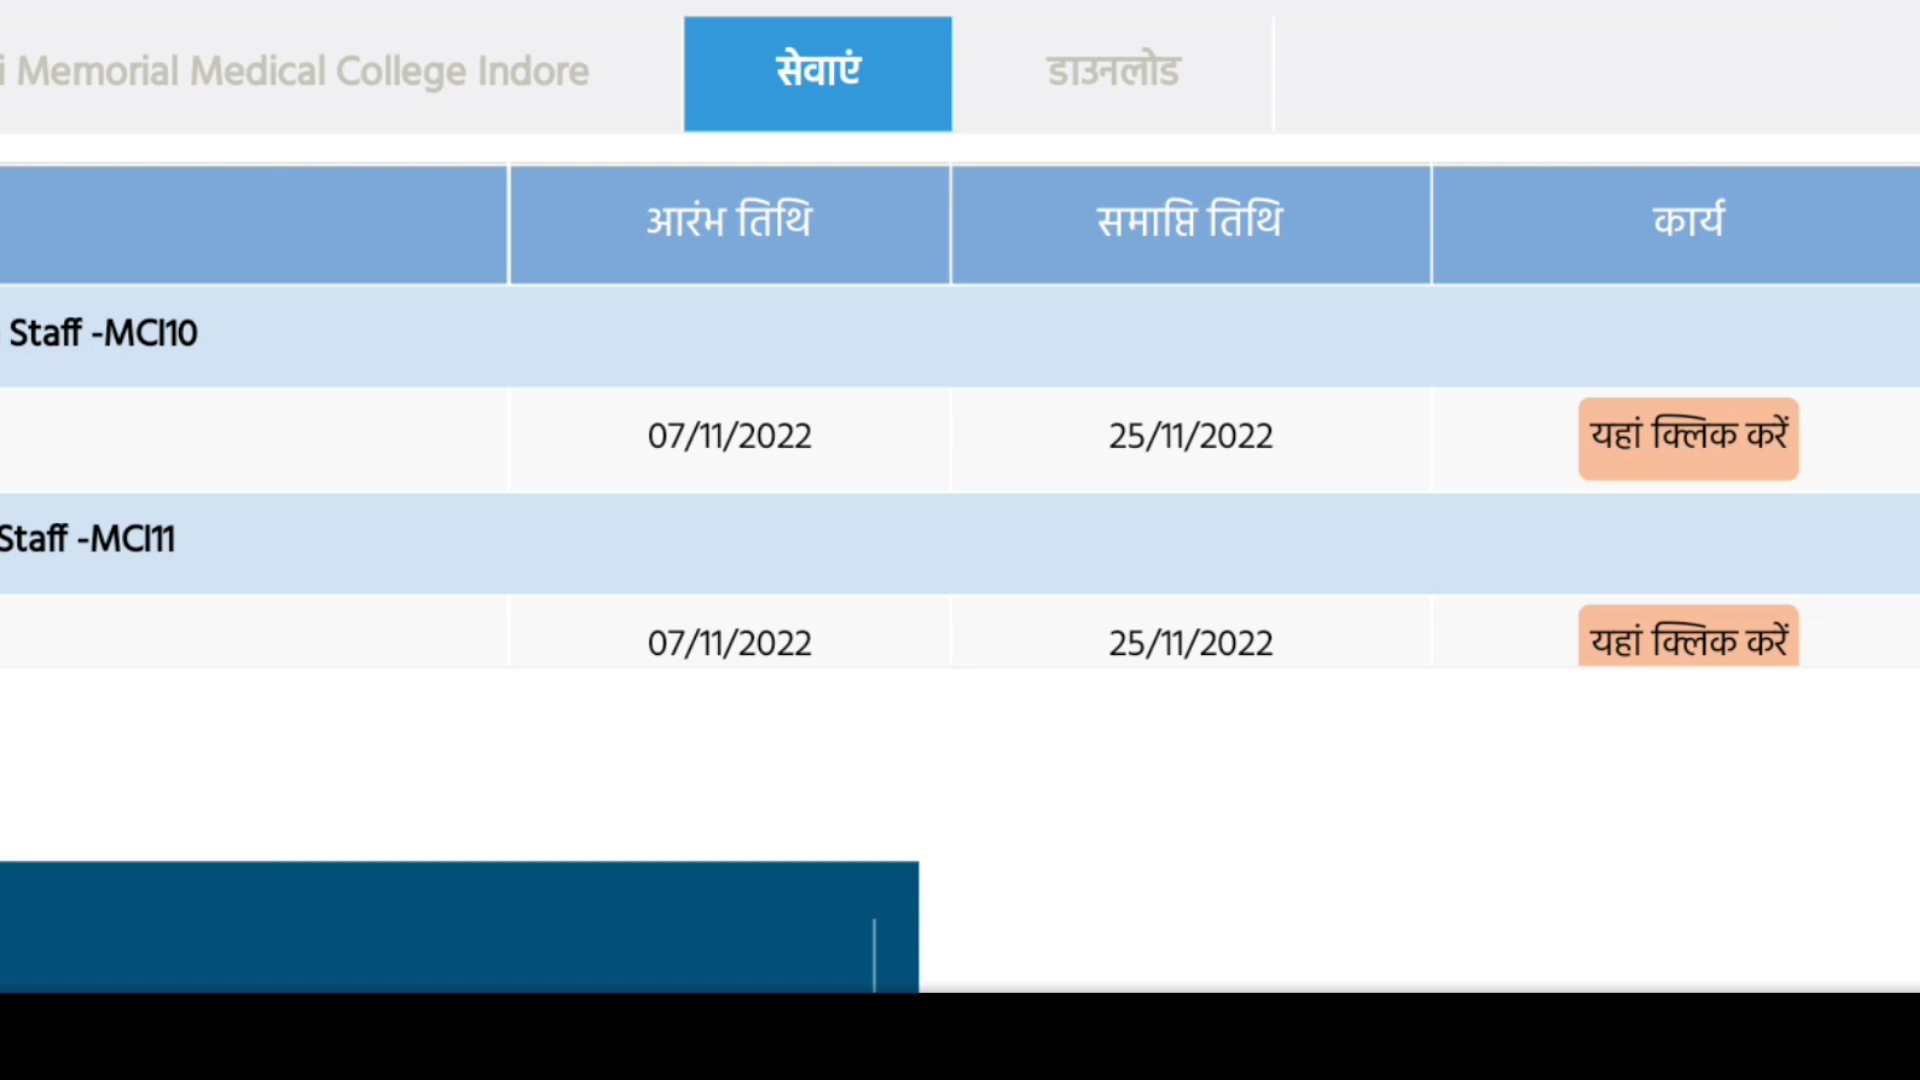 Memorial Medical College Indore सेवाएं डाउनलोड
आरंभ तिथि समाप्ति तिथि कार्य
Staff -MCI10
07/11/2022 25/11/2022 यहां क्लिक करें
Staff -MCI11
07/11/2022 25/11/2022 यहां क्लिक करें